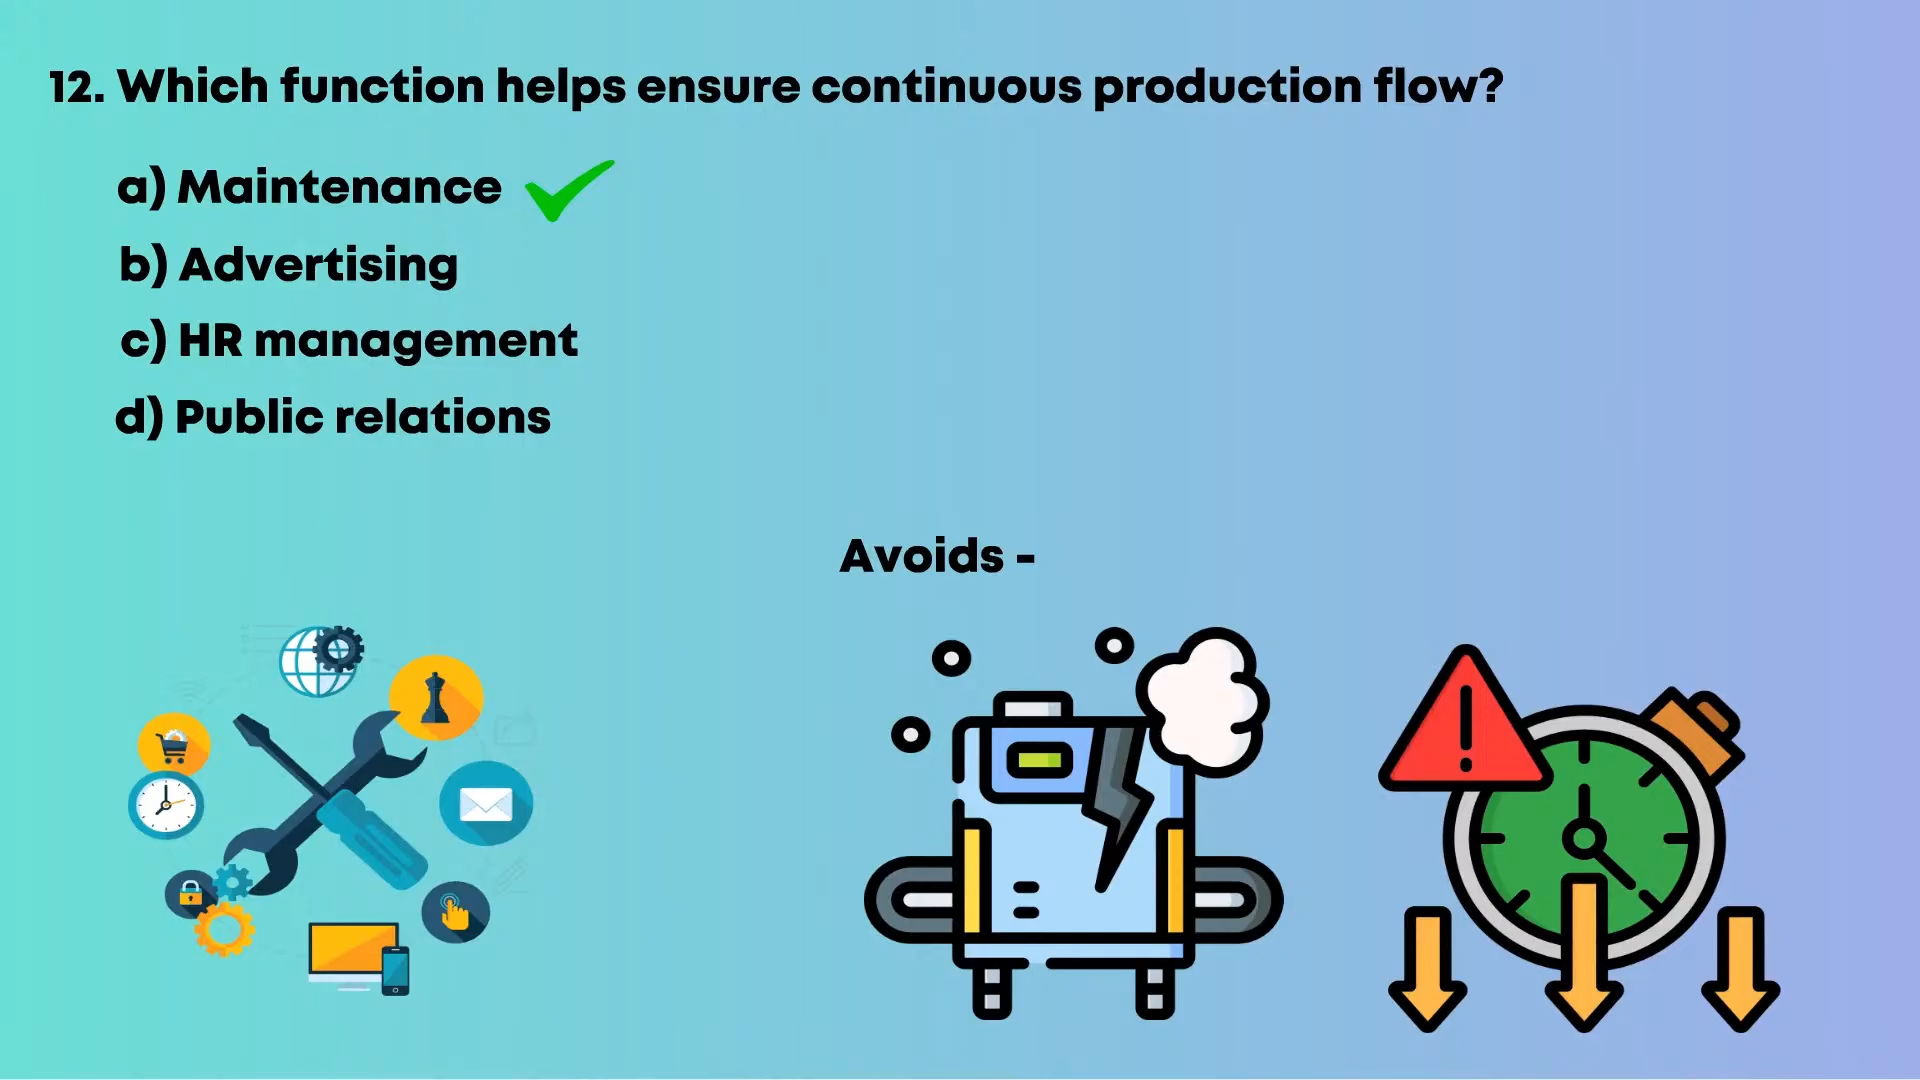 12. Which function helps ensure continuous production flow?
a) Maintenance
b) Advertising
c) HR management
d) Public relations
Avoids -